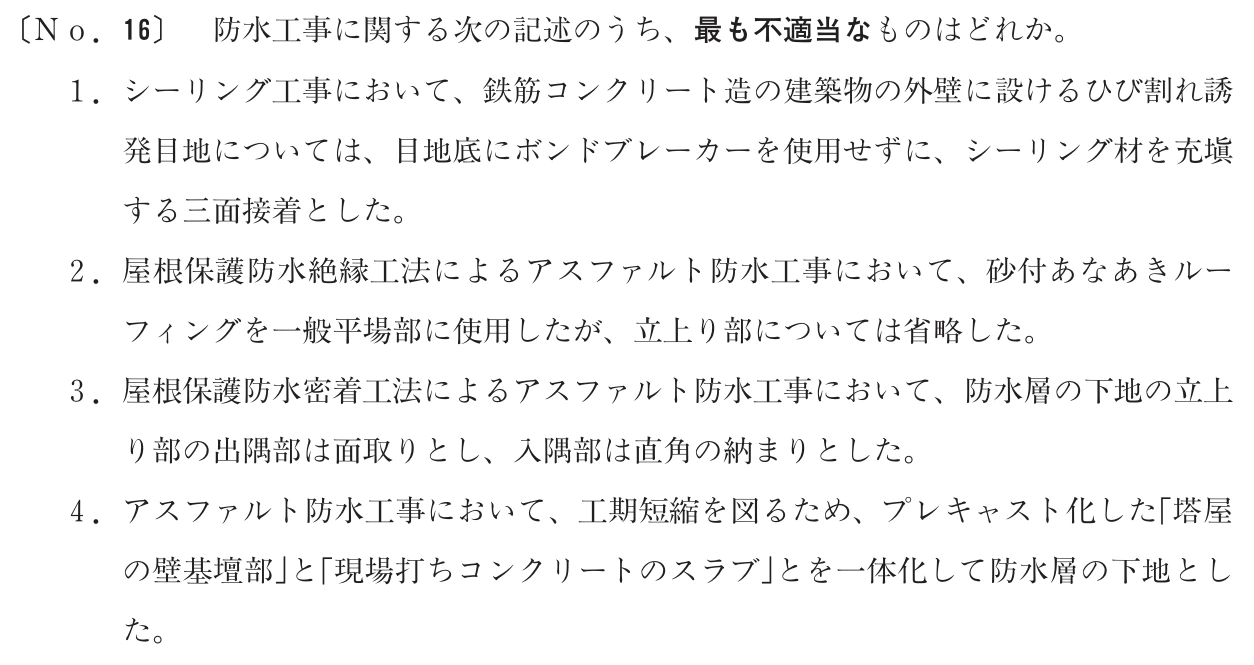 〔Ｎｏ．16〕　防水工事に関する次の記述のうち、最も不適当なものはどれか。
１．シーリング工事において、鉄筋コンクリート造の建築物の外壁に設けるひび割れ誘
発目地については、目地底にボンドブレーカーを使用せずに、シーリング材を充塡
する三面接着とした。
２．屋根保護防水絶縁工法によるアスファルト防水工事において、砂付あなあきルー
フィングを一般平場部に使用したが、立上り部については省略した。
３．屋根保護防水密着工法によるアスファルト防水工事において、防水層の下地の立上
り部の出隅部は面取りとし、入隅部は直角の納まりとした。
４．アスファルト防水工事において、工期短縮を図るため、プレキャスト化した｢塔屋
の壁基壇部｣と｢現場打ちコンクリートのスラブ｣とを一体化して防水層の下地とし
た。